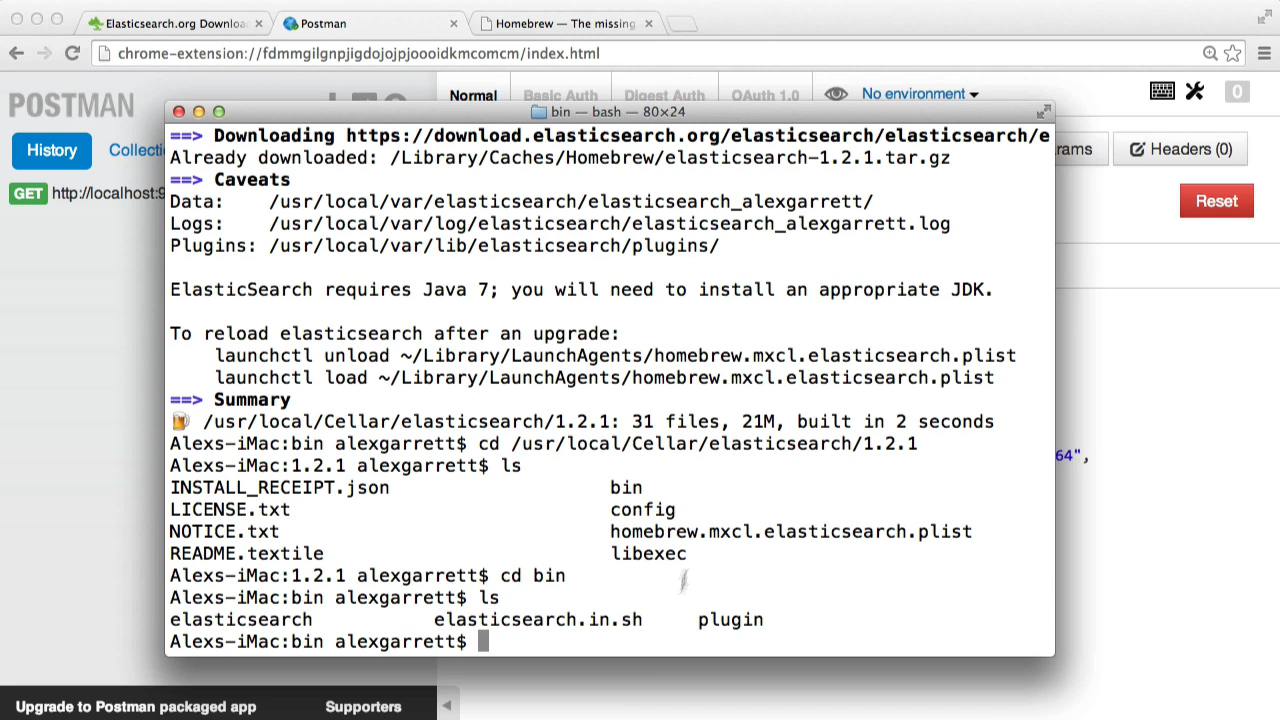 Elasticsearch.org Downloa
Postman
Homebrew — The missing
chrome-extension://fdmmgilgnpjigdojojpjoooidkmcomcm/index.html
POSTMAN
Normal
Basic Auth
Digest Auth
OAuth 1.0
No environment
0
History
Collecti
rams
Headers (0)
GET http://localhost:9
Reset
bin — bash — 80×24
==> Downloading https://download.elasticsearch.org/elasticsearch/elasticsearch/e
Already downloaded: /Library/Caches/Homebrew/elasticsearch-1.2.1.tar.gz
==> Caveats
Data:    /usr/local/var/elasticsearch/elasticsearch_alexgarrett/
Logs:    /usr/local/var/log/elasticsearch/elasticsearch_alexgarrett.log
Plugins: /usr/local/var/lib/elasticsearch/plugins/
ElasticSearch requires Java 7; you will need to install an appropriate JDK.
To reload elasticsearch after an upgrade:
    launchctl unload ~/Library/LaunchAgents/homebrew.mxcl.elasticsearch.plist
    launchctl load ~/Library/LaunchAgents/homebrew.mxcl.elasticsearch.plist
==> Summary
🍺 /usr/local/Cellar/elasticsearch/1.2.1: 31 files, 21M, built in 2 seconds
Alexs-iMac:bin alexgarrett$ cd /usr/local/Cellar/elasticsearch/1.2.1
64",
Alexs-iMac:1.2.1 alexgarrett$ ls
INSTALL_RECEIPT.json bin
LICENSE.txt config
NOTICE.txt homebrew.mxcl.elasticsearch.plist
README.textile libexec
Alexs-iMac:1.2.1 alexgarrett$ cd bin
Alexs-iMac:bin alexgarrett$ ls
elasticsearch elasticsearch.in.sh plugin
Alexs-iMac:bin alexgarrett$
Upgrade to Postman packaged app
Supporters